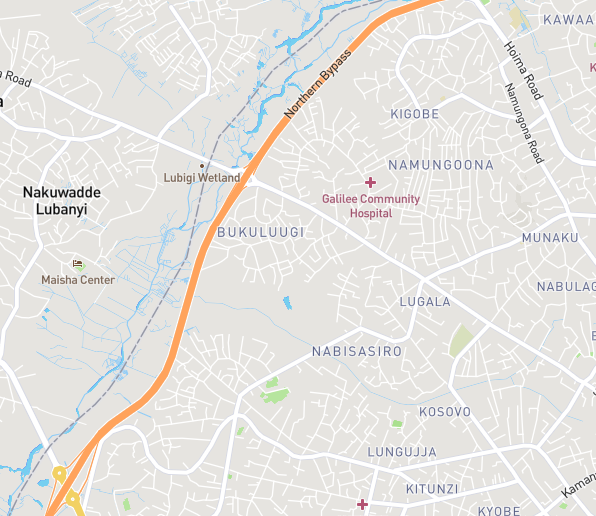 KAWAA
Hoima Road
a Road
a
Northern Bypass
KIGOBE
Namungona Road
NAMUNGOONA
Lubigi Wetland
Nakuwadde
Lubanyi
Galilee Community
Hospital
BUKULUUGI
MUNAKU
Maisha Center
NABULAG
LUGALA
NABISASIRO
KOSOVO
LUNGUJJA
KITUNZI
Kaman
KYOBE